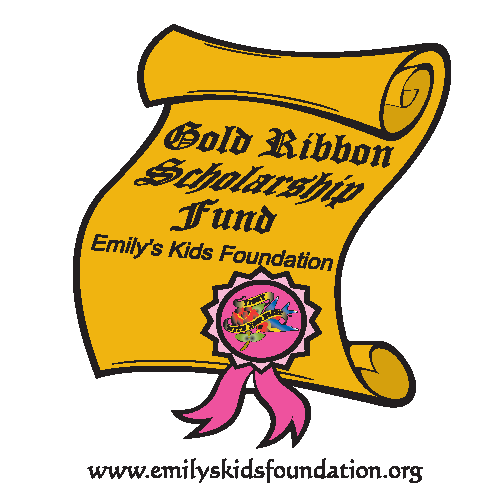 Gold Ribbon
Scholarship
Fund
Emily's Kids Foundation
www.emilyskidsfoundation.org